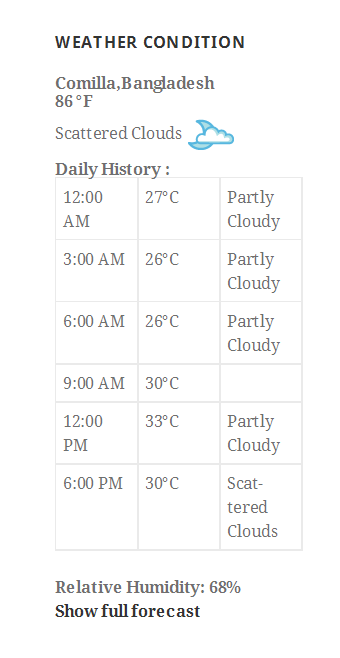 WEATHER CONDITION
Comilla,Bangladesh
86°F
Scattered Clouds
Daily History :
12:00 AM 27°C Partly Cloudy
3:00 AM 26°C Partly Cloudy
6:00 AM 26°C Partly Cloudy
9:00 AM 30°C
12:00 PM 33°C Partly Cloudy
6:00 PM 30°C Scat-tered Clouds
Relative Humidity: 68%
Show full forecast